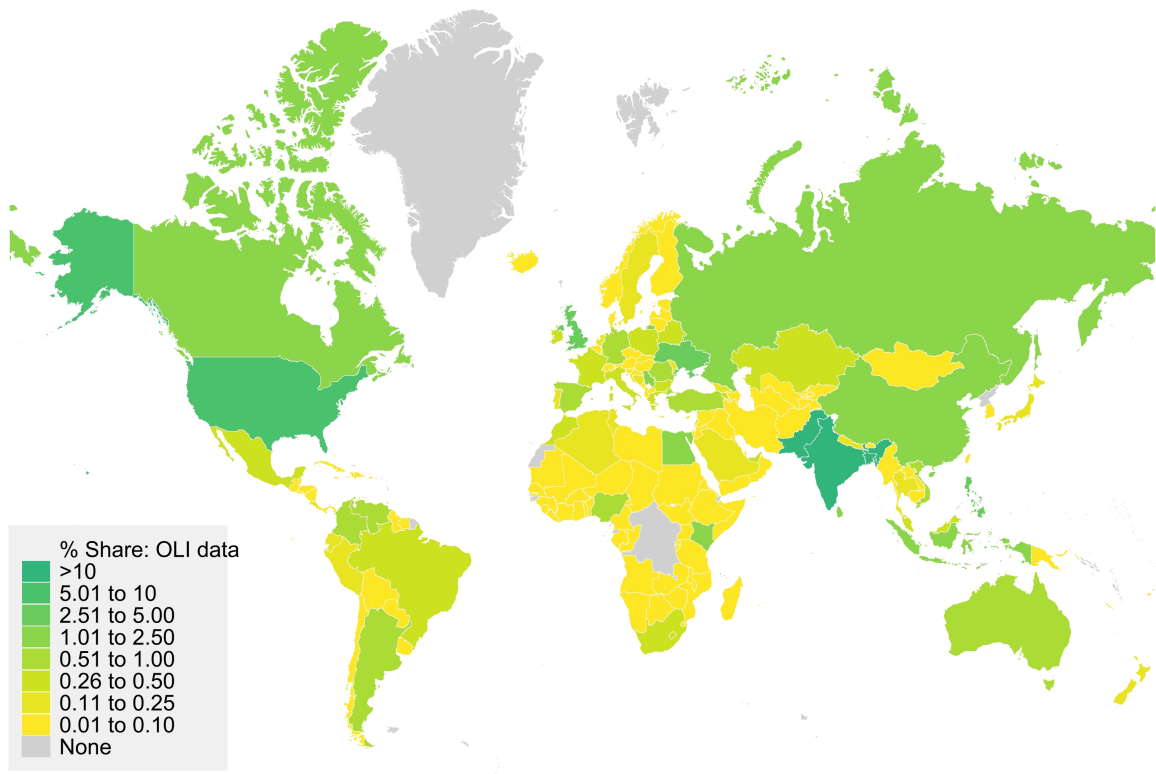 % Share: OLI data
>10
5.01 to 10
2.51 to 5.00
1.01 to 2.50
0.51 to 1.00
0.26 to 0.50
0.11 to 0.25
0.01 to 0.10
None